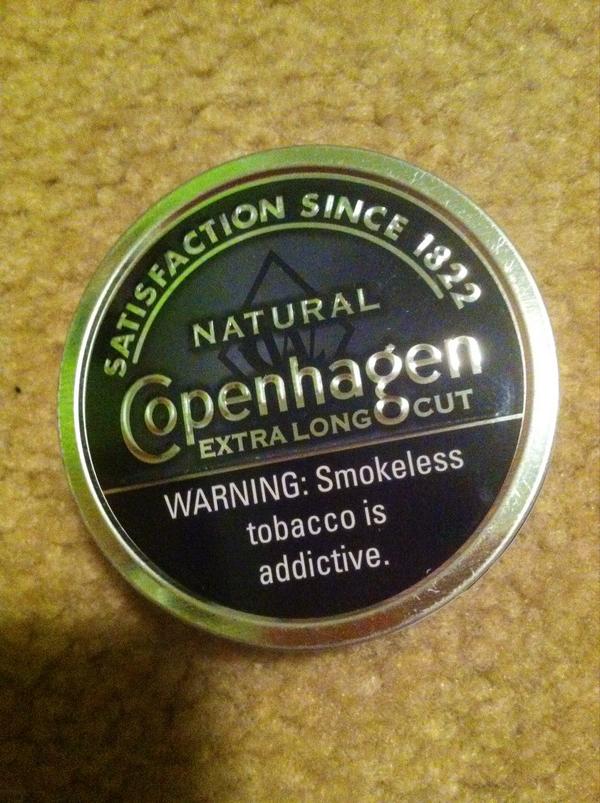 SATISFACTION SINCE 1822
NATURAL
Copenhagen
EXTRA LONG CUT
WARNING: Smokeless
tobacco is
addictive.